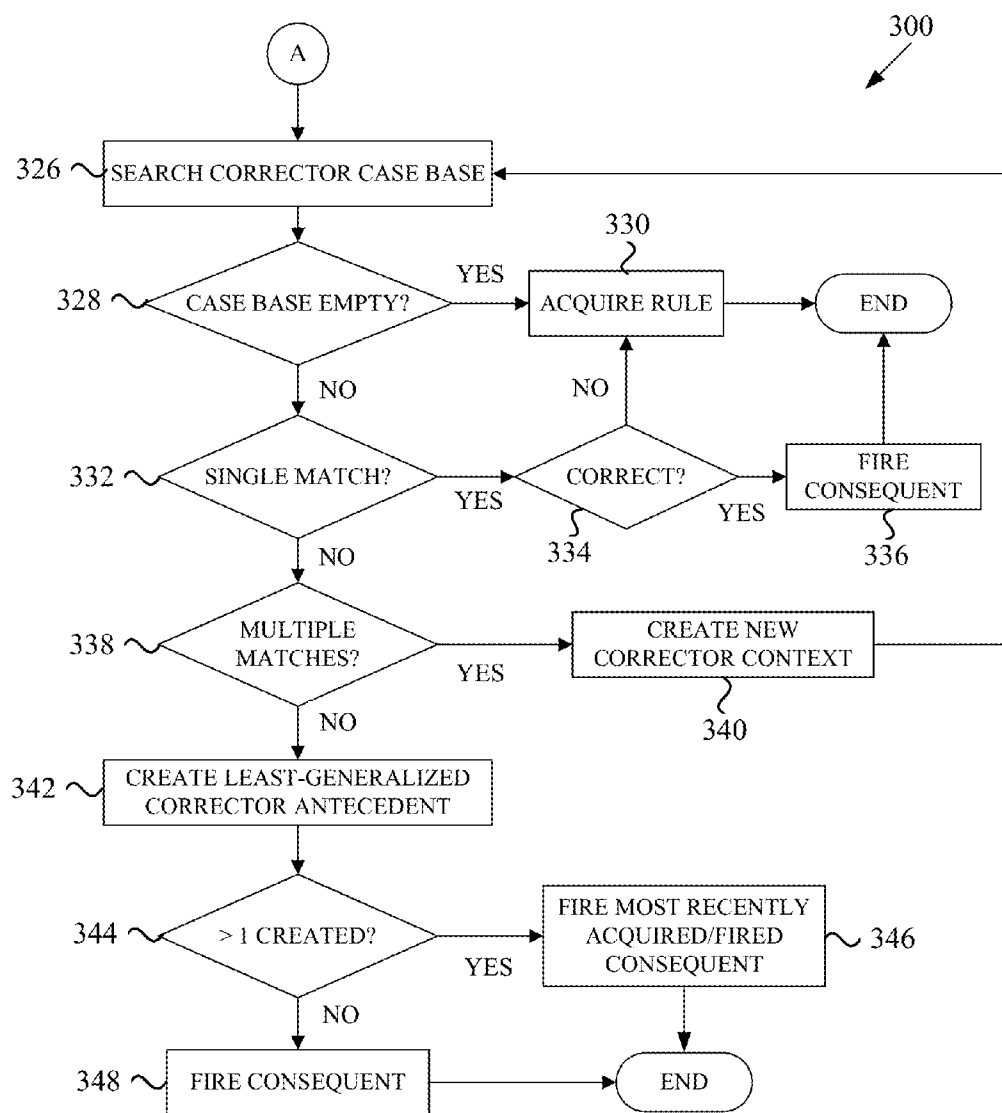 300
A
326
SEARCH CORRECTOR CASE BASE
330
328
CASE BASE EMPTY?
YES
ACQUIRE RULE
END
NO
NO
332
SINGLE MATCH?
YES
CORRECT?
334
YES
FIRE
CONSEQUENT
336
NO
338
MULTIPLE
MATCHES?
YES
CREATE NEW
CORRECTOR CONTEXT
340
NO
342
CREATE LEAST-GENERALIZED
CORRECTOR ANTECEDENT
344
> 1 CREATED?
YES
FIRE MOST RECENTLY
ACQUIRED/FIRED
CONSEQUENT
346
NO
348
FIRE CONSEQUENT
END